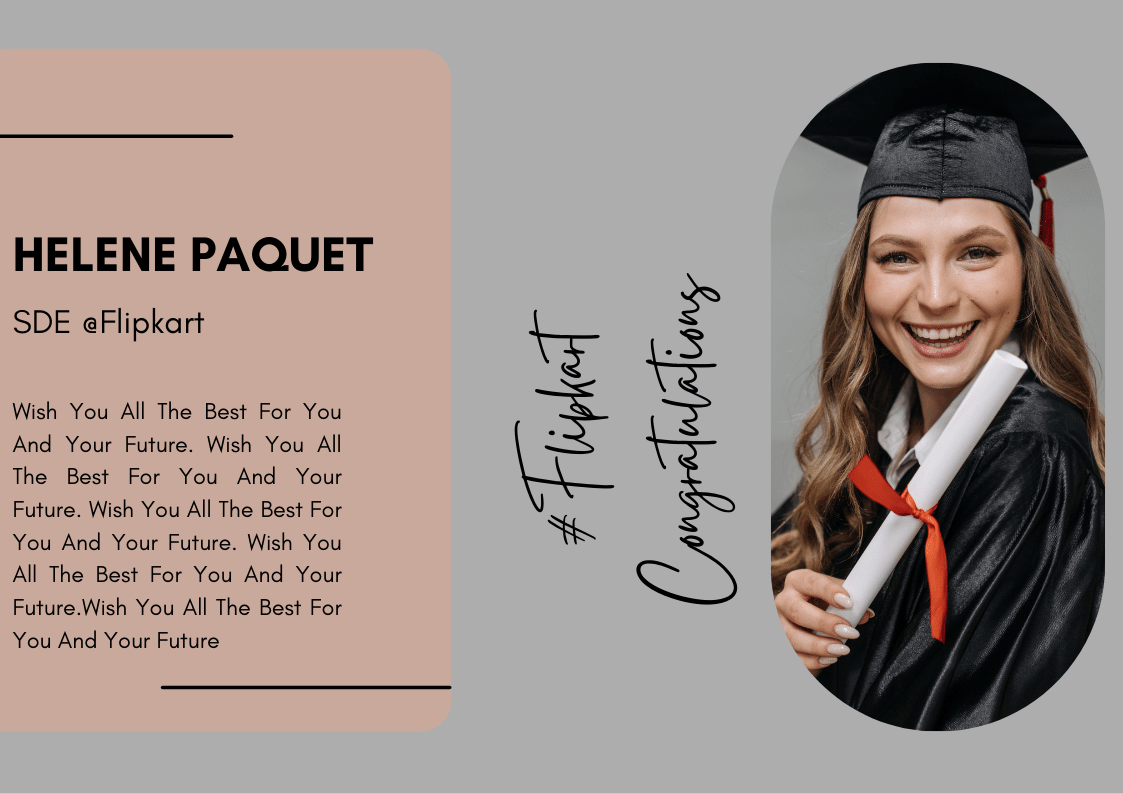 HELENE PAQUET
SDE @Flipkart
Wish You All The Best For You
And Your Future. Wish You All
The Best For You And Your
Future. Wish You All The Best For
You And Your Future. Wish You
All The Best For You And Your
Future.Wish You All The Best For
You And Your Future
# Flipkart
Congratulations